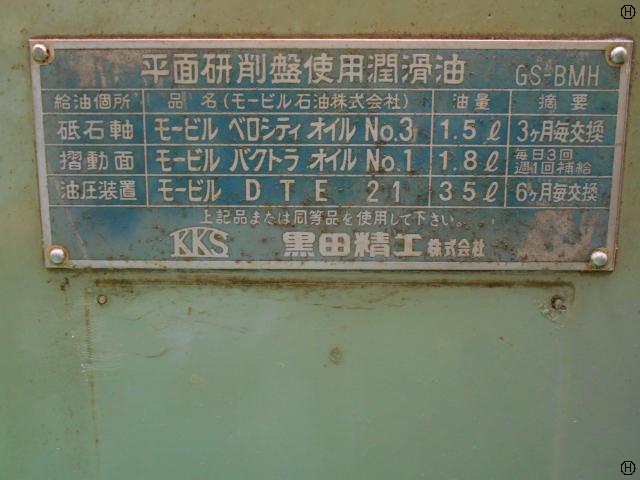 平面研削盤使用潤滑油 GS-BMH
給油個所 品名(モービル石油株式会社) 油量 摘要
砥石軸 モービル ベロシティ オイル No.3 1.5ℓ 3ヶ月毎交換
摺動面 モービル バクトラ オイル No.1 1.8ℓ 毎日3回
週1回補給
油圧装置 モービル DTE 21 35ℓ 6ヶ月毎交換
上記品または同等品を使用して下さい。
KKS 黒田精工株式会社